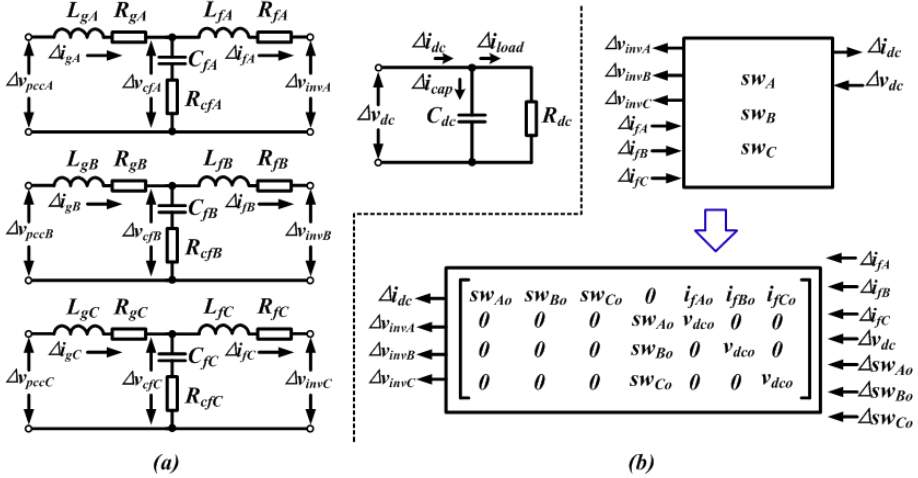 L_gA R_gA L_fA R_fA
Δi_gA C_fA Δi_fA
Δv_pccA Δv_cfA Δv_invA
R_cfA
L_gB R_gB L_fB R_fB
Δi_gB C_fB Δi_fB
Δv_pccB Δv_cfB Δv_invB
R_cfB
L_gC R_gC L_fC R_fC
Δi_gC C_fC Δi_fC
Δv_pccC Δv_cfC Δv_invC
R_cfC
(a)
Δi_dc Δi_load
Δi_cap
Δv_dc C_dc R_dc
Δv_invA
Δv_invB
Δv_invC
Δi_fA
Δi_fB
Δi_fC
sw_A
sw_B
sw_C
Δi_dc
Δv_dc
Δi_dc
Δv_invA
Δv_invB
Δv_invC
sw_Ao sw_Bo sw_Co 0 i_fAo i_fBo i_fCo
0 0 0 sw_Ao v_dco 0 0
0 0 0 sw_Bo 0 v_dco 0
0 0 0 sw_Co 0 0 v_dco
Δi_fA
Δi_fB
Δi_fC
Δv_dc
Δsw_Ao
Δsw_Bo
Δsw_Co
(b)